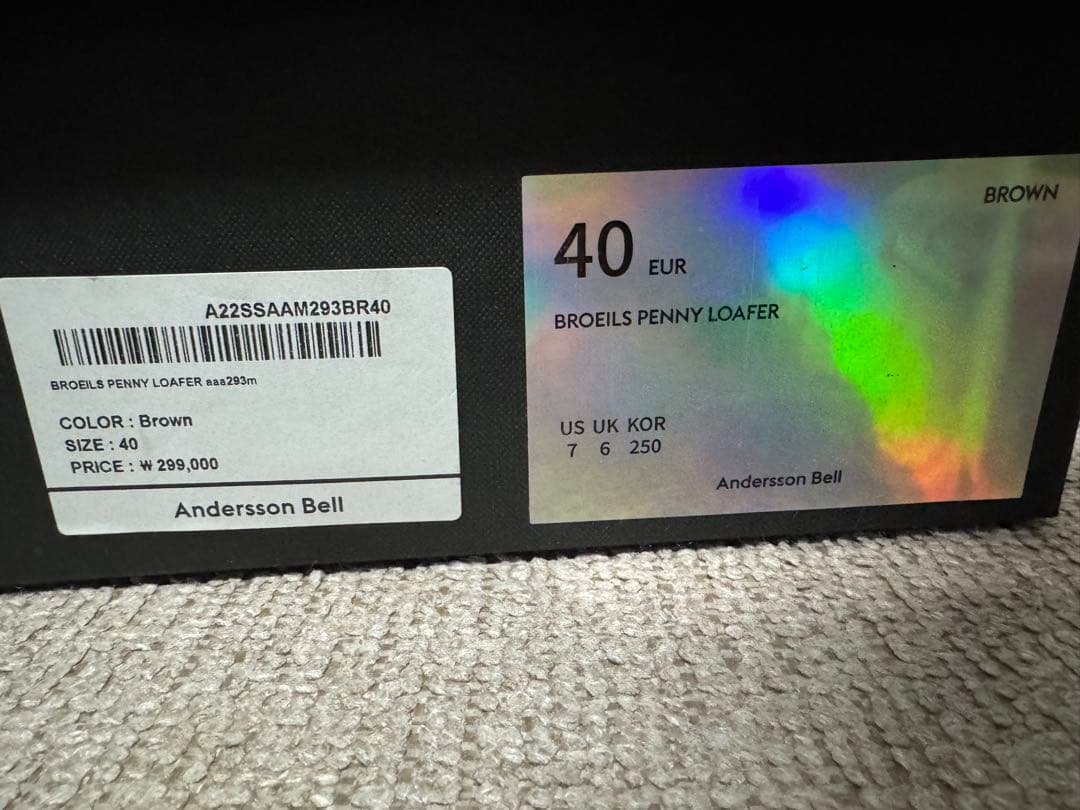 A22SSAAM293BR40
BROEILS PENNY LOAFER aaa293m
COLOR : Brown
SIZE : 40
PRICE : ₩ 299,000
Andersson Bell
BROWN
40 EUR
BROEILS PENNY LOAFER
US UK KOR
7 6 250
Andersson Bell